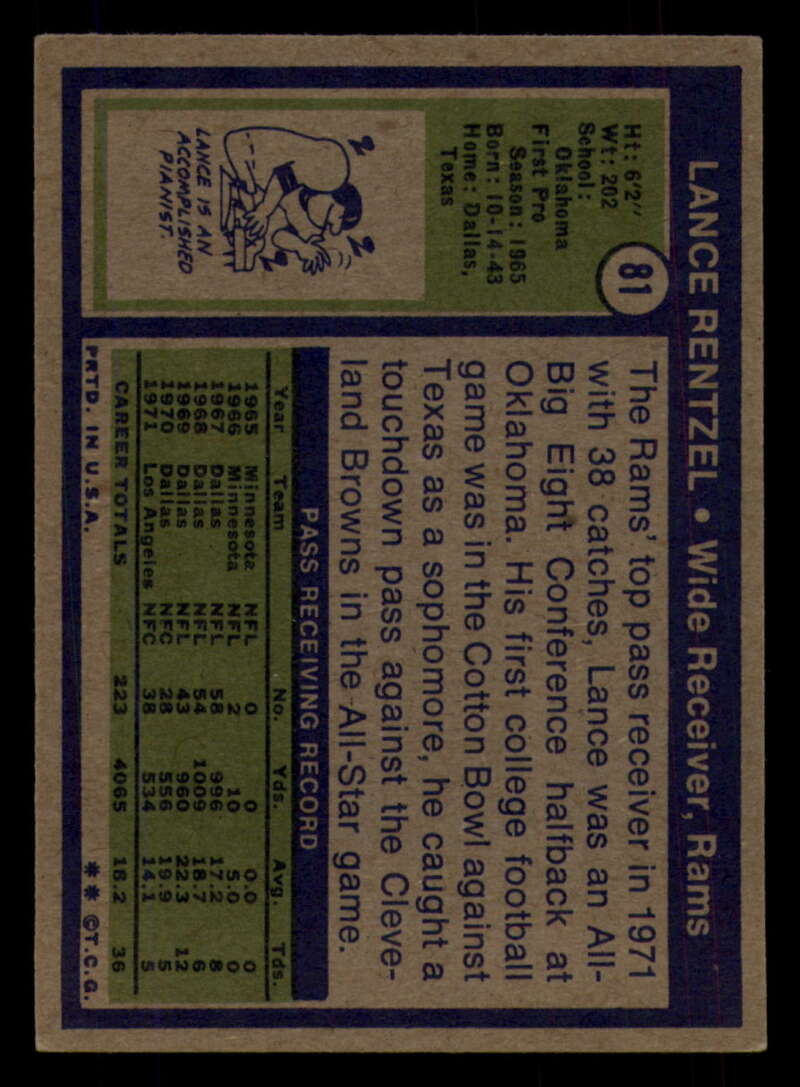 LANCE RENTZEL • Wide Receiver, Rams
81
Ht: 6'2"
Wt: 202
School:
Oklahoma
First Pro
Season: 1965
Born: 10-14-43
Home: Dallas,
Texas
LANCE IS AN
ACCOMPLISHED
PIANIST.
The Rams' top pass receiver in 1971
with 38 catches, Lance was an All-
Big Eight Conference halfback at
Oklahoma. His first college football
game was in the Cotton Bowl against
Texas as a sophomore, he caught a
touchdown pass against the Cleve-
land Browns in the All-Star game.
PASS RECEIVING RECORD
Year Team No. Yds. Avg. Tds.
1965 Minnesota NFL 0 0 0.0 0
1966 Minnesota NFL 2 10 5.0 0
1967 Dallas NFL 58 996 17.2 8
1968 Dallas NFL 54 1009 18.7 6
1969 Dallas NFL 43 960 22.3 12
1970 Dallas NFC 28 556 19.9 5
1971 Los Angeles NFC 38 534 14.1 5
CAREER TOTALS 223 4065 18.2 36
PRTD. IN U.S.A. ** ©T.C.G.